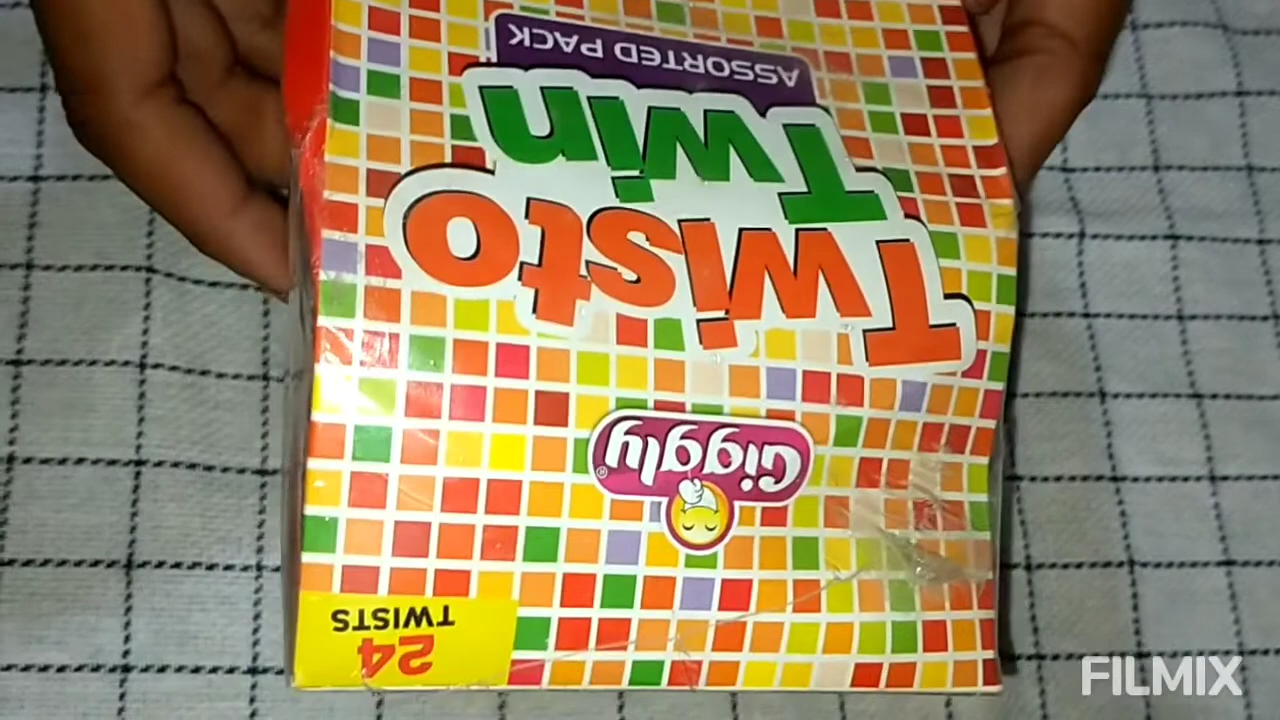 Giggly®
Twisto
Twin
ASSORTED PACK
24
TWISTS
FILMIX